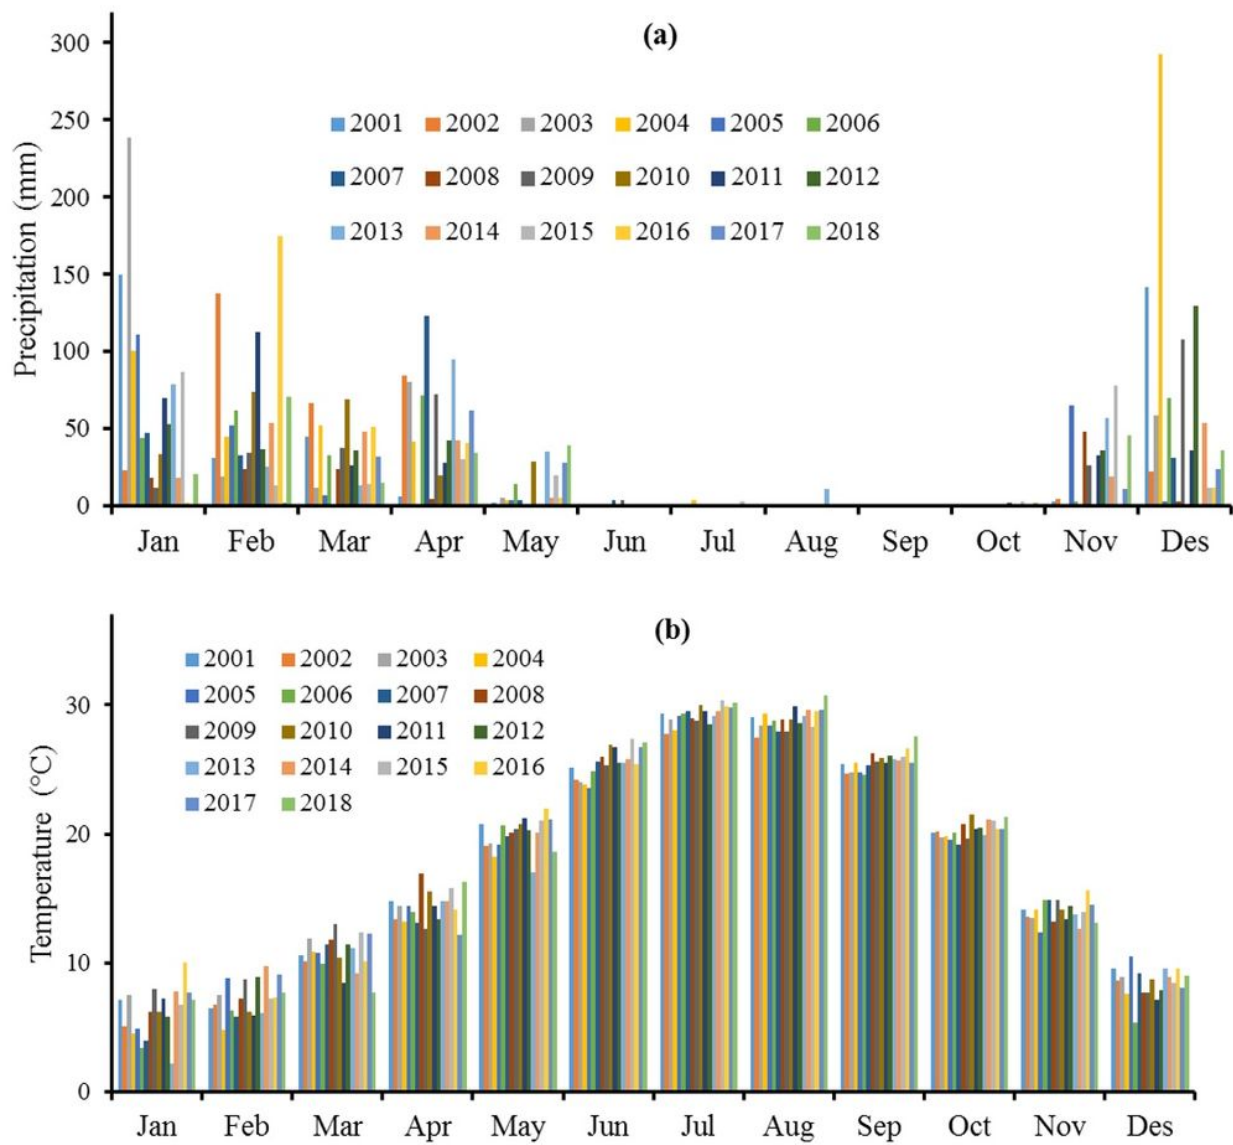 (a)
Precipitation (mm)
300
250
200
150
100
50
0
2001 2002 2003 2004 2005 2006
2007 2008 2009 2010 2011 2012
2013 2014 2015 2016 2017 2018
Jan Feb Mar Apr May Jun Jul Aug Sep Oct Nov Des
(b)
Temperature (°C)
30
20
10
0
2001 2002 2003 2004
2005 2006 2007 2008
2009 2010 2011 2012
2013 2014 2015 2016
2017 2018
Jan Feb Mar Apr May Jun Jul Aug Sep Oct Nov Des